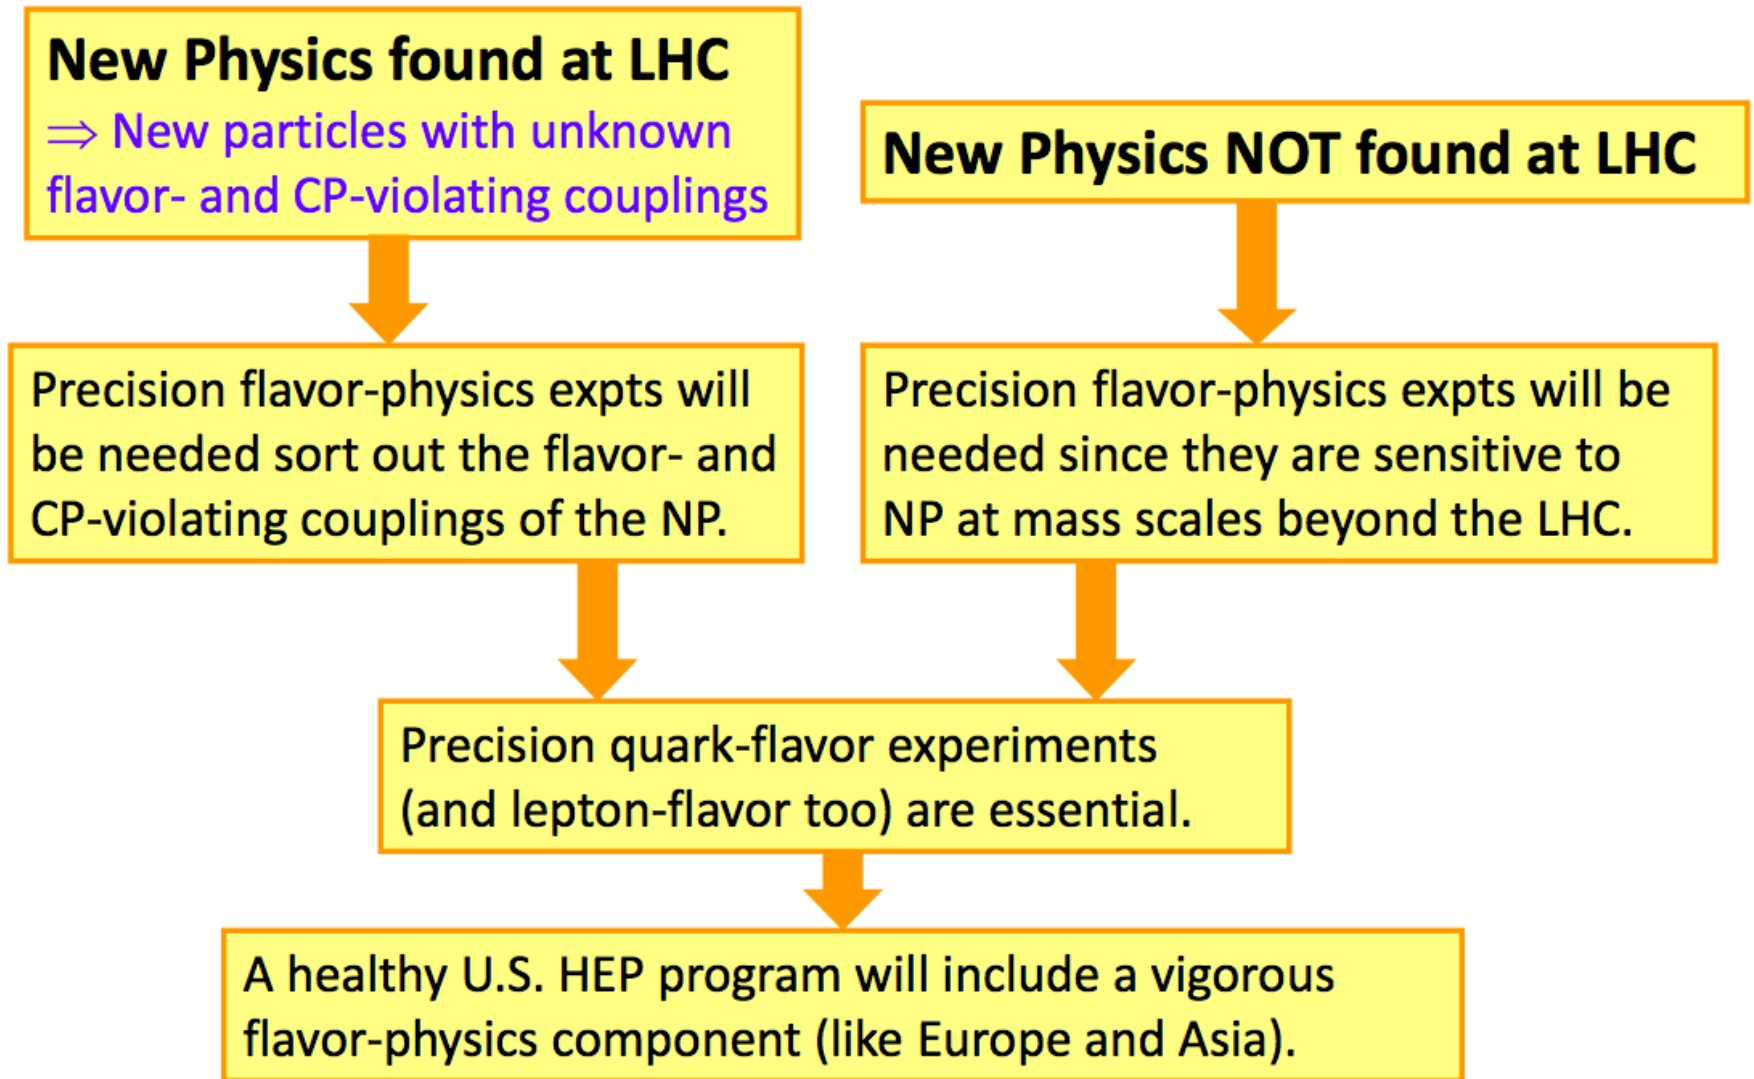 New Physics found at LHC
⇒ New particles with unknown
flavor- and CP-violating couplings
New Physics NOT found at LHC
Precision flavor-physics expts will
be needed sort out the flavor- and
CP-violating couplings of the NP.
Precision flavor-physics expts will be
needed since they are sensitive to
NP at mass scales beyond the LHC.
Precision quark-flavor experiments
(and lepton-flavor too) are essential.
A healthy U.S. HEP program will include a vigorous
flavor-physics component (like Europe and Asia).